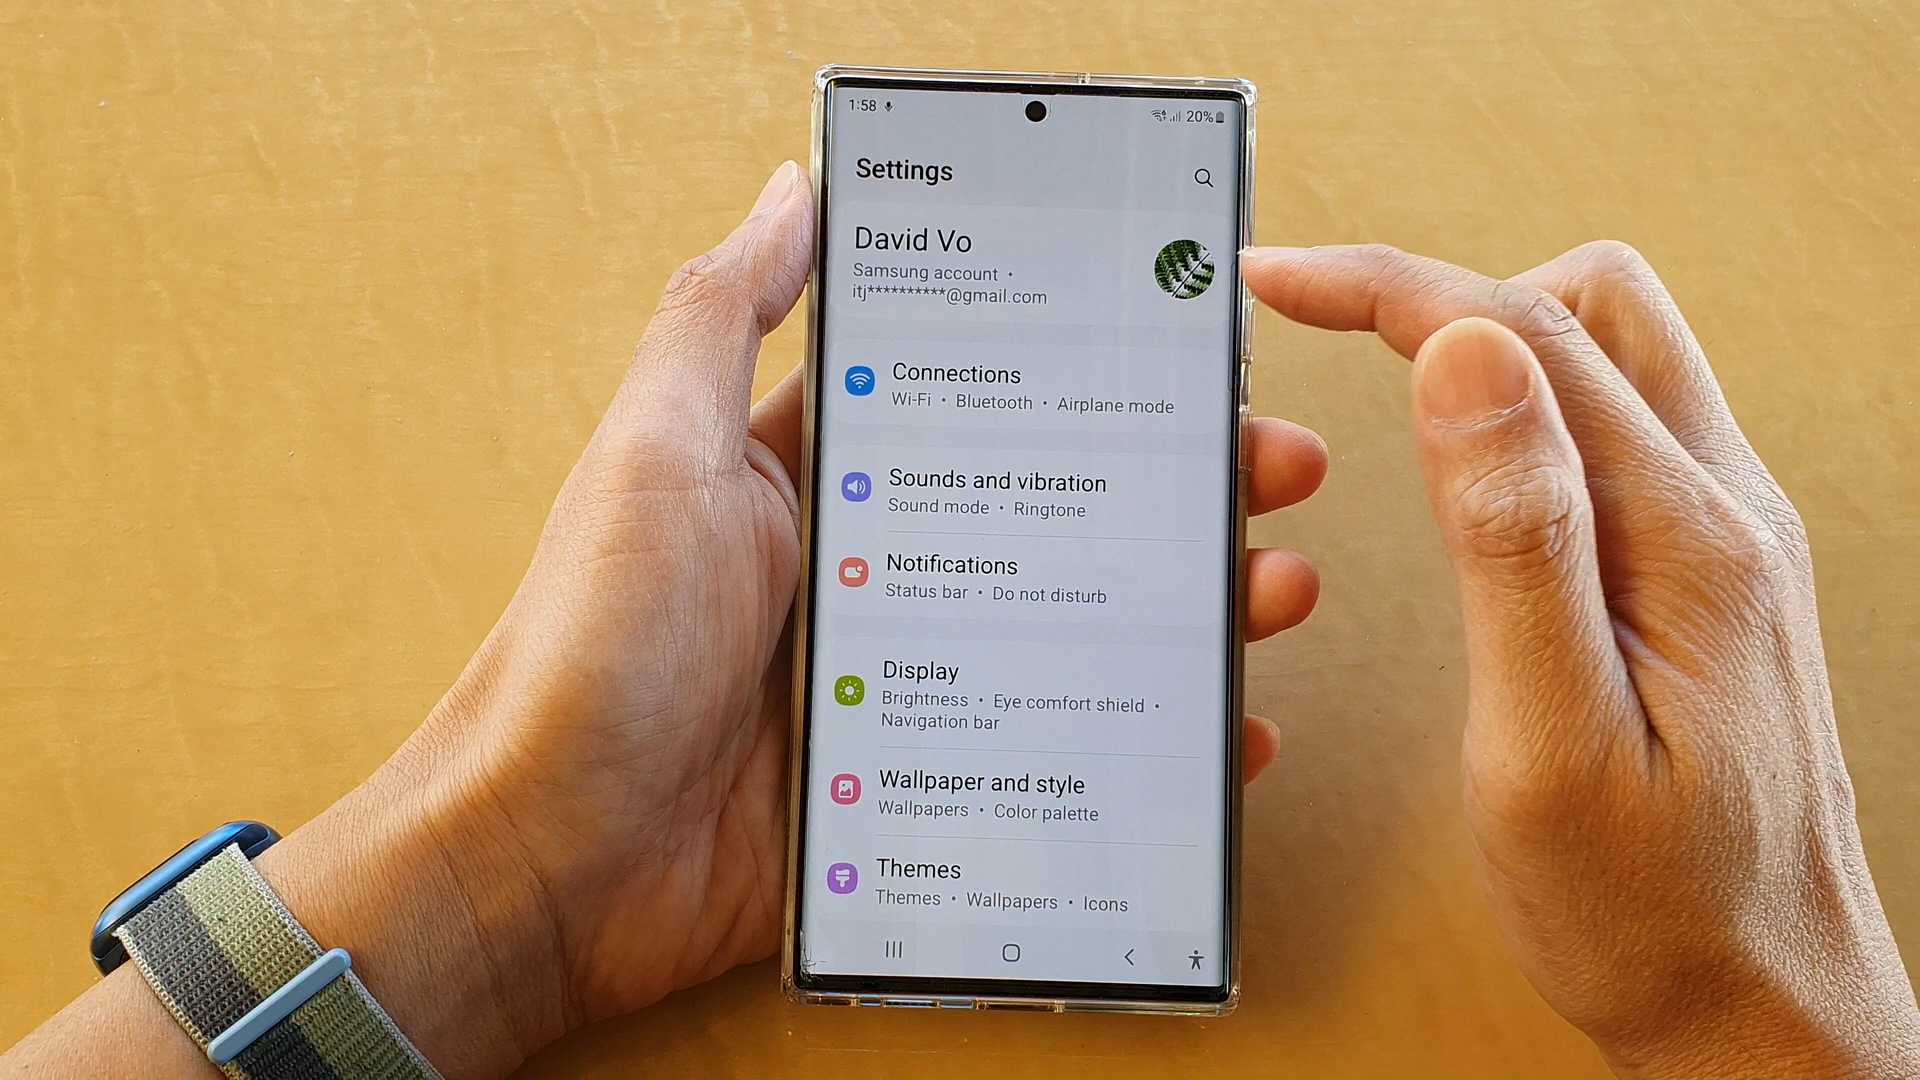 1:58
20%
Settings
David Vo
Samsung account •
itj**********@gmail.com
Connections
Wi-Fi • Bluetooth • Airplane mode
Sounds and vibration
Sound mode • Ringtone
Notifications
Status bar • Do not disturb
Display
Brightness • Eye comfort shield •
Navigation bar
Wallpaper and style
Wallpapers • Color palette
Themes
Themes • Wallpapers • Icons